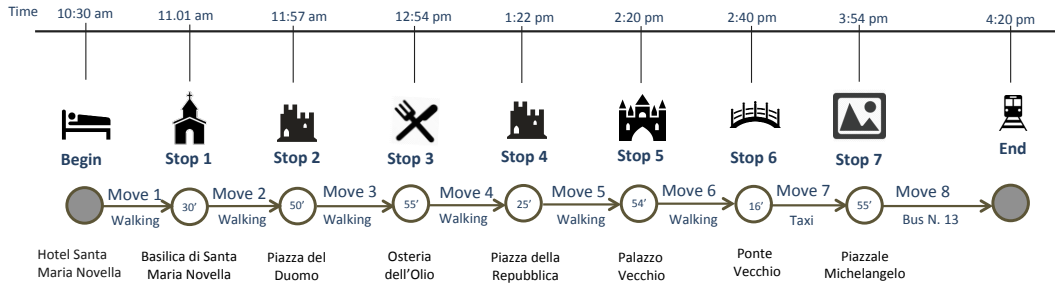 Time
10:30 am 11.01 am 11:57 am 12:54 pm 1:22 pm 2:20 pm 2:40 pm 3:54 pm 4:20 pm
Begin Stop 1 Stop 2 Stop 3 Stop 4 Stop 5 Stop 6 Stop 7 End
Move 1 Move 2 Move 3 Move 4 Move 5 Move 6 Move 7 Move 8
30’ 50’ 55’ 25’ 54’ 16’ 55’
Walking Walking Walking Walking Walking Walking Taxi Bus N. 13
Hotel Santa Basilica di Santa Piazza del Osteria Piazza della Palazzo Ponte Piazzale
Maria Novella Maria Novella Duomo dell’Olio Repubblica Vecchio Vecchio Michelangelo